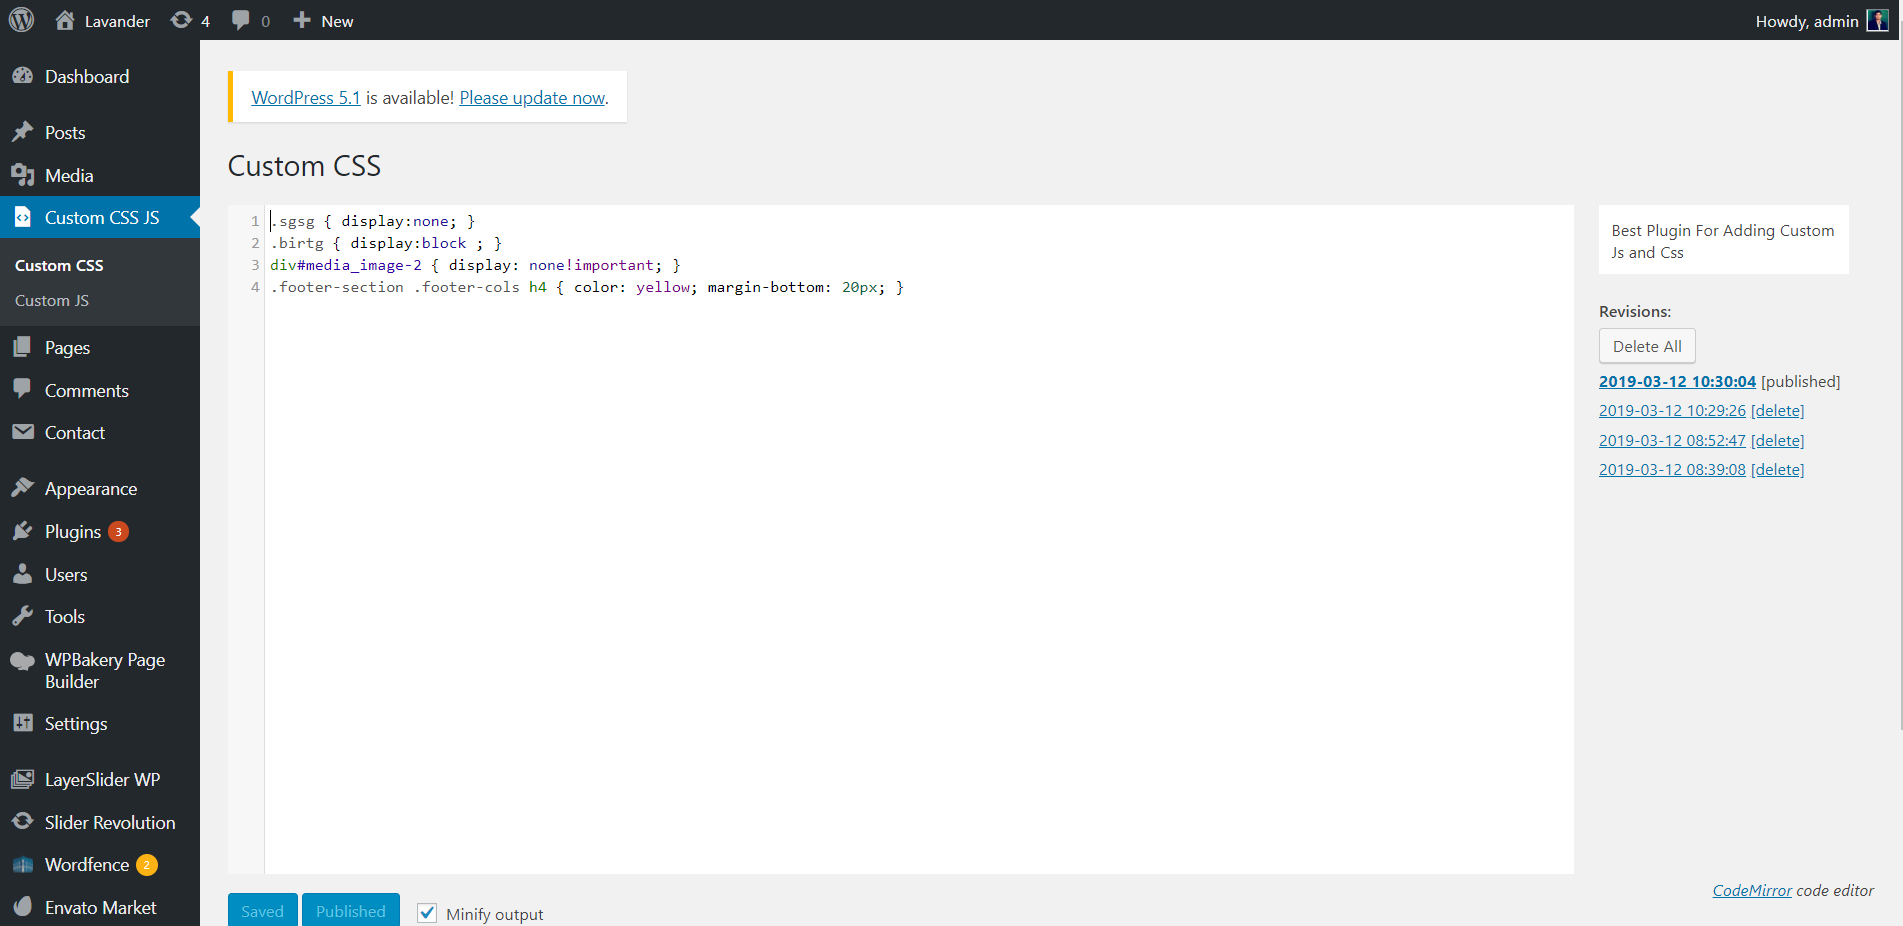 Lavander 4 0 New Howdy, admin
Dashboard
Posts
Media
Custom CSS JS
Custom CSS
Custom JS
Pages
Comments
Contact
Appearance
Plugins 3
Users
Tools
WPBakery Page
Builder
Settings
LayerSlider WP
Slider Revolution
Wordfence 2
Envato Market
WordPress 5.1 is available! Please update now.
Custom CSS
1 .sgsg { display:none; }
2 .birtg { display:block ; }
3 div#media_image-2 { display: none!important; }
4 .footer-section .footer-cols h4 { color: yellow; margin-bottom: 20px; }
Saved Published Minify output
Best Plugin For Adding Custom
Js and Css
Revisions:
Delete All
2019-03-12 10:30:04 [published]
2019-03-12 10:29:26 [delete]
2019-03-12 08:52:47 [delete]
2019-03-12 08:39:08 [delete]
CodeMirror code editor